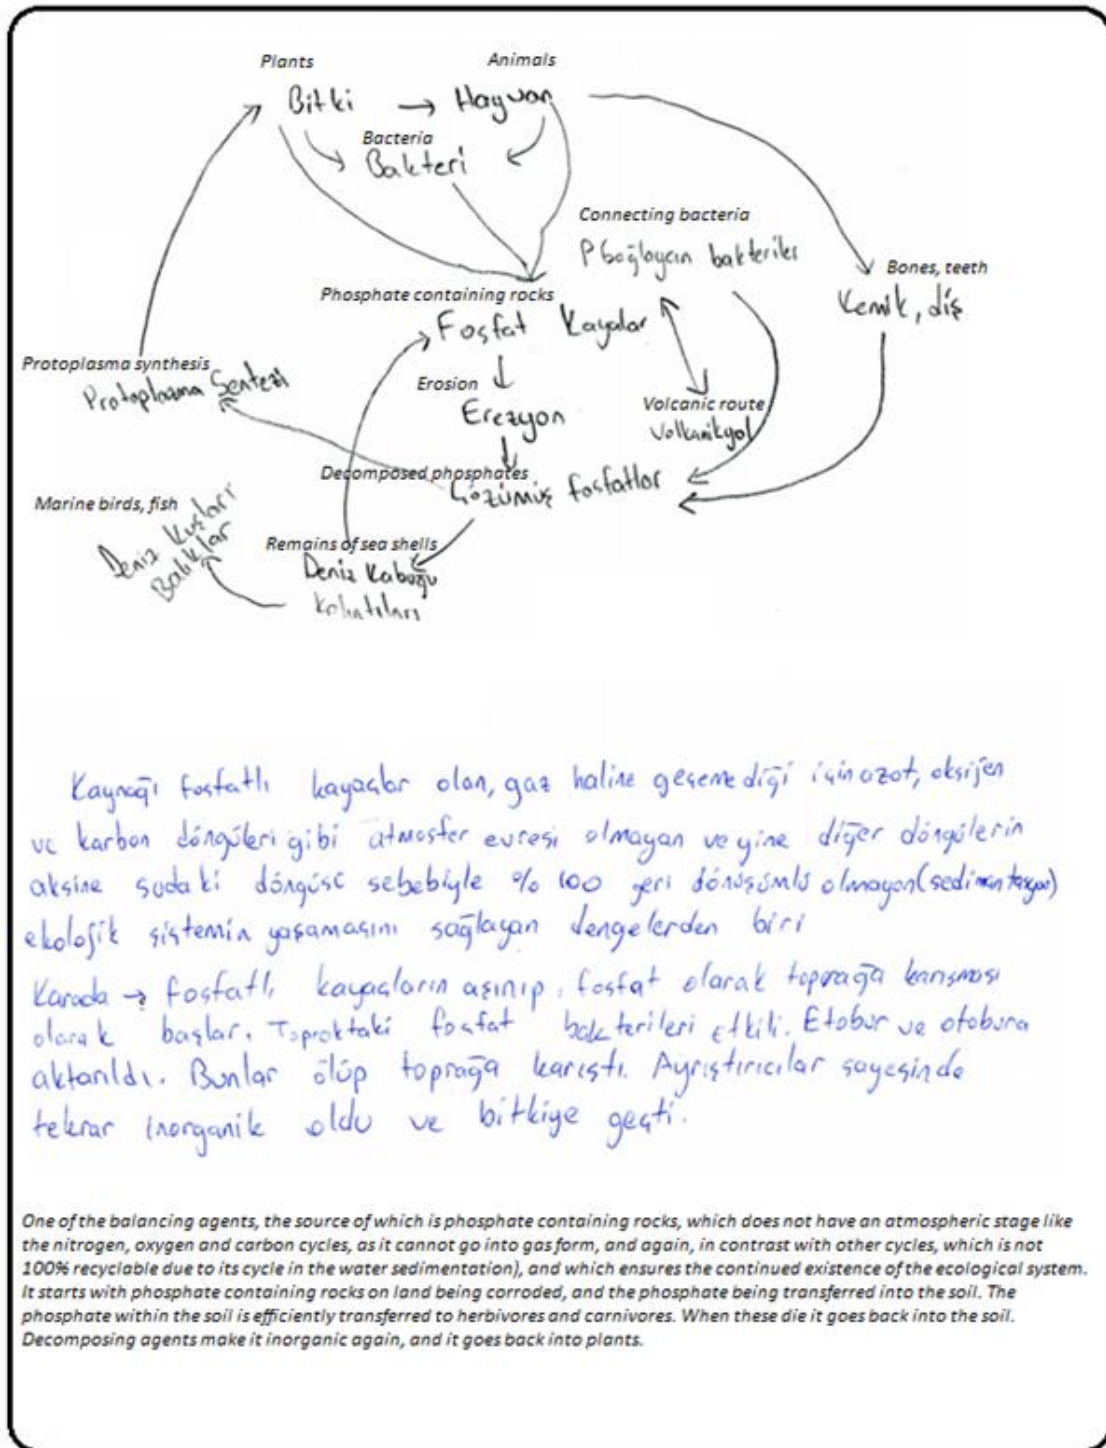 Plants
Animals
Bitki → Hayvan
Bacteria
Bakteri
Connecting bacteria
P bağlayan bakteriler
Bones, teeth
Kemik, diş
Phosphate containing rocks
Fosfat Kayalar
Protoplasma synthesis
Protoplazma Sentezi
Erosion
Erezyon
Volcanic route
Volkanikyol
Decomposed phosphates
Çözümüş fosfatlar
Marine birds, fish
Deniz Kuşları
Balıklar
Remains of sea shells
Deniz Kabuğu
Kalıntıları
Kaynağı fosfatlı kayaçlar olan, gaz haline geçemediği için azot, oksijen
ve karbon döngüleri gibi atmosfer evresi olmayan ve yine diğer döngülerin
aksine sudaki döngüsü sebebiyle % 100 geri dönüşümlü olmayan (sedimantasyon)
ekolojik sistemin yaşamasını sağlayan dengelerden biri
Karada → fosfatlı kayaçların aşınıp, fosfat olarak toprağa karışması
olarak başlar. Topraktaki fosfat bakterileri etkili. Etobur ve otobura
aktarıldı. Bunlar ölüp toprağa karıştı. Ayrıştırıcılar sayesinde
tekrar inorganik oldu ve bitkiye geçti.
One of the balancing agents, the source of which is phosphate containing rocks, which does not have an atmospheric stage like
the nitrogen, oxygen and carbon cycles, as it cannot go into gas form, and again, in contrast with other cycles, which is not
100% recyclable due to its cycle in the water sedimentation), and which ensures the continued existence of the ecological system.
It starts with phosphate containing rocks on land being corroded, and the phosphate being transferred into the soil. The
phosphate within the soil is efficiently transferred to herbivores and carnivores. When these die it goes back into the soil.
Decomposing agents make it inorganic again, and it goes back into plants.